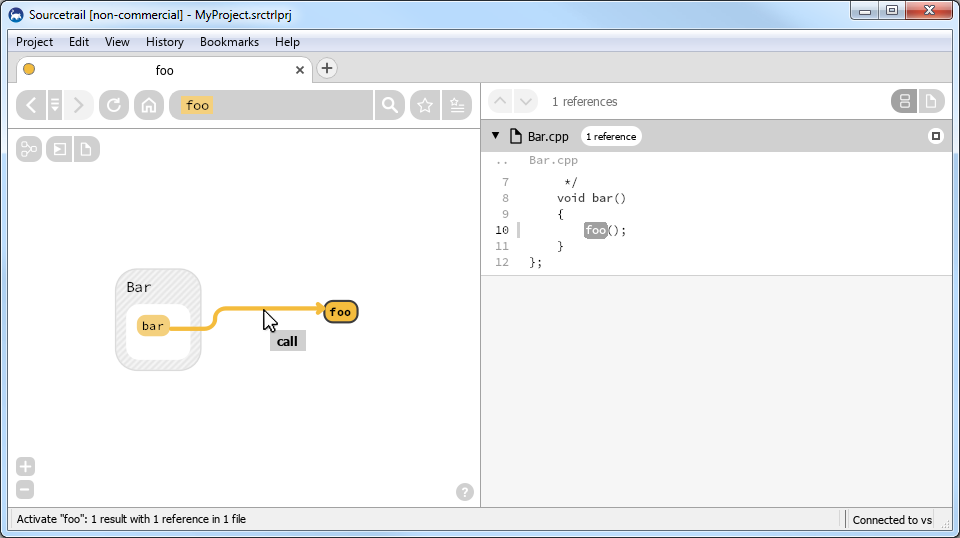 Sourcetrail [non-commercial] - MyProject.srctrlprj
Project Edit View History Bookmarks Help
foo
foo
1 references
Bar.cpp 1 reference
.. Bar.cpp
7 */
8 void bar()
9 {
10 foo();
11 }
12 };
Bar
bar
foo
call
?
Activate "foo": 1 result with 1 reference in 1 file
Connected to vs